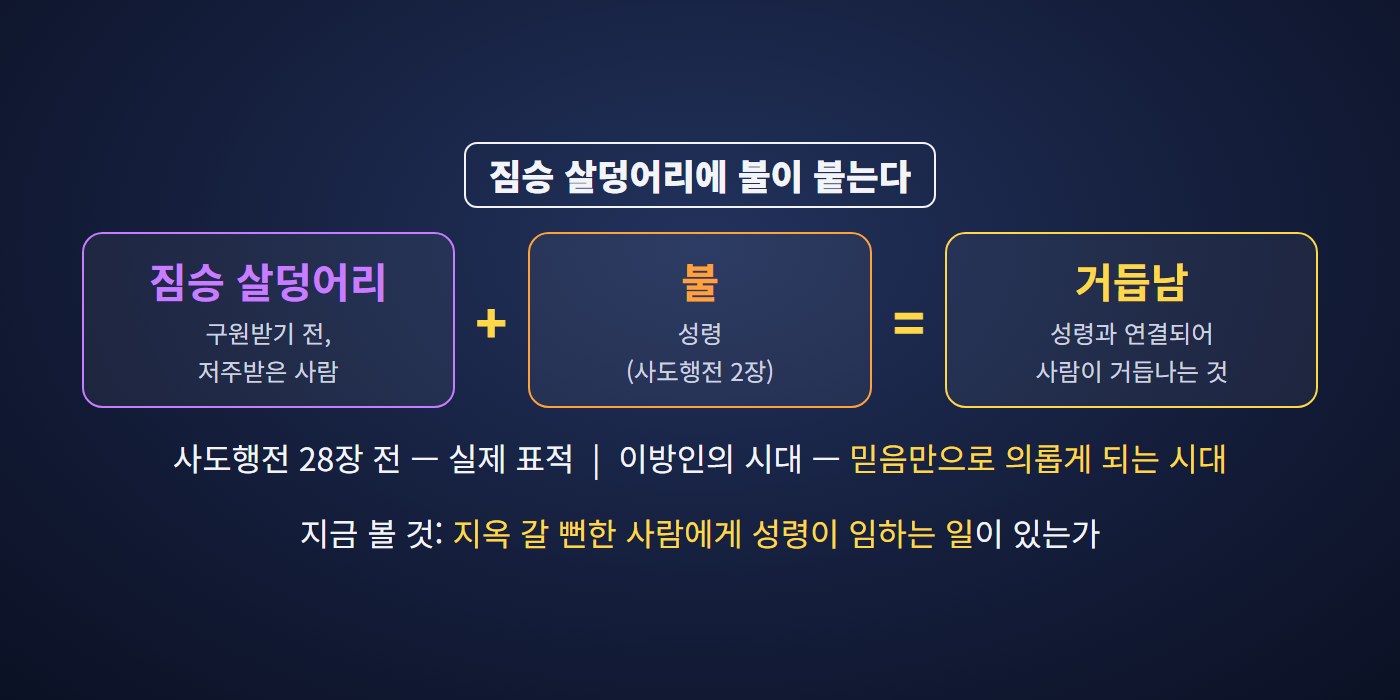 짐승 살덩어리에 불이 붙는다
짐승 살덩어리
구원받기 전,
저주받은 사람
+
불
성령
(사도행전 2장)
=
거듭남
성령과 연결되어
사람이 거듭나는 것
사도행전 28장 전 — 실제 표적 | 이방인의 시대 — 믿음만으로 의롭게 되는 시대
지금 볼 것: 지옥 갈 뻔한 사람에게 성령이 임하는 일이 있는가